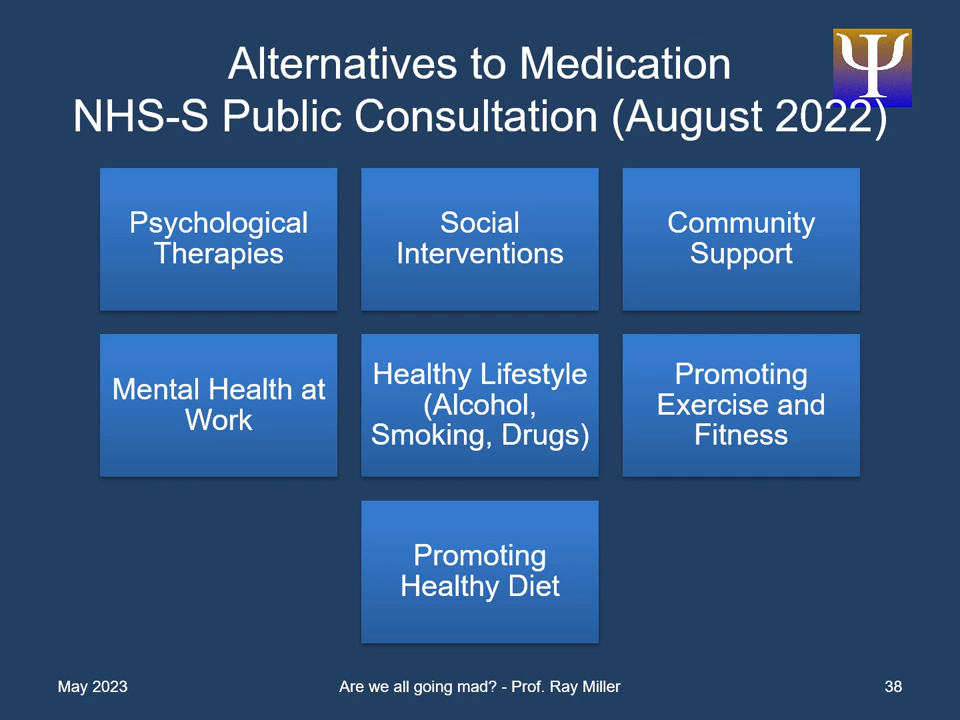 Alternatives to Medication
NHS-S Public Consultation (August 2022)
Ψ
Psychological
Therapies
Social
Interventions
Community
Support
Mental Health at
Work
Healthy Lifestyle
(Alcohol,
Smoking, Drugs)
Promoting
Exercise and
Fitness
Promoting
Healthy Diet
May 2023
Are we all going mad? - Prof. Ray Miller
38